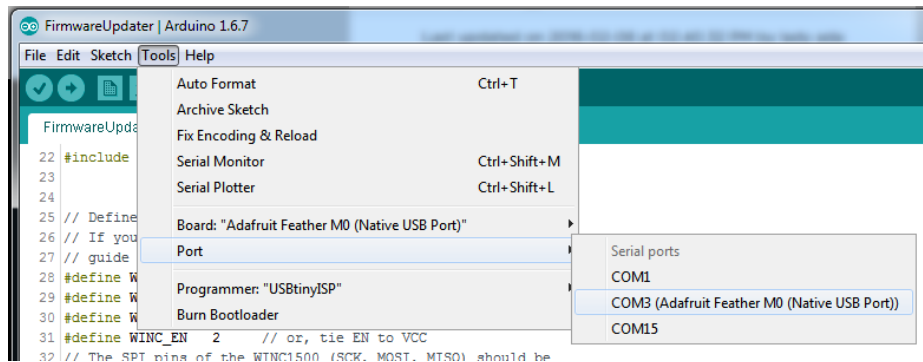 FirmwareUpdater | Arduino 1.6.7
File Edit Sketch Tools Help
Auto Format Ctrl+T
Archive Sketch
FirmwareUpda
Fix Encoding & Reload
22 #include
Serial Monitor Ctrl+Shift+M
23
Serial Plotter Ctrl+Shift+L
24
25 // Define
Board: "Adafruit Feather M0 (Native USB Port)"
26 // If you
Port
Serial ports
27 // guide
COM1
28 #define W
Programmer: "USBtinyISP"
29 #define W
COM3 (Adafruit Feather M0 (Native USB Port))
30 #define W
Burn Bootloader
COM15
31 #define WINC_EN 2 // or, tie EN to VCC
32 // The SPI pins of the WINC1500 (SCK, MOSI, MISO) should be